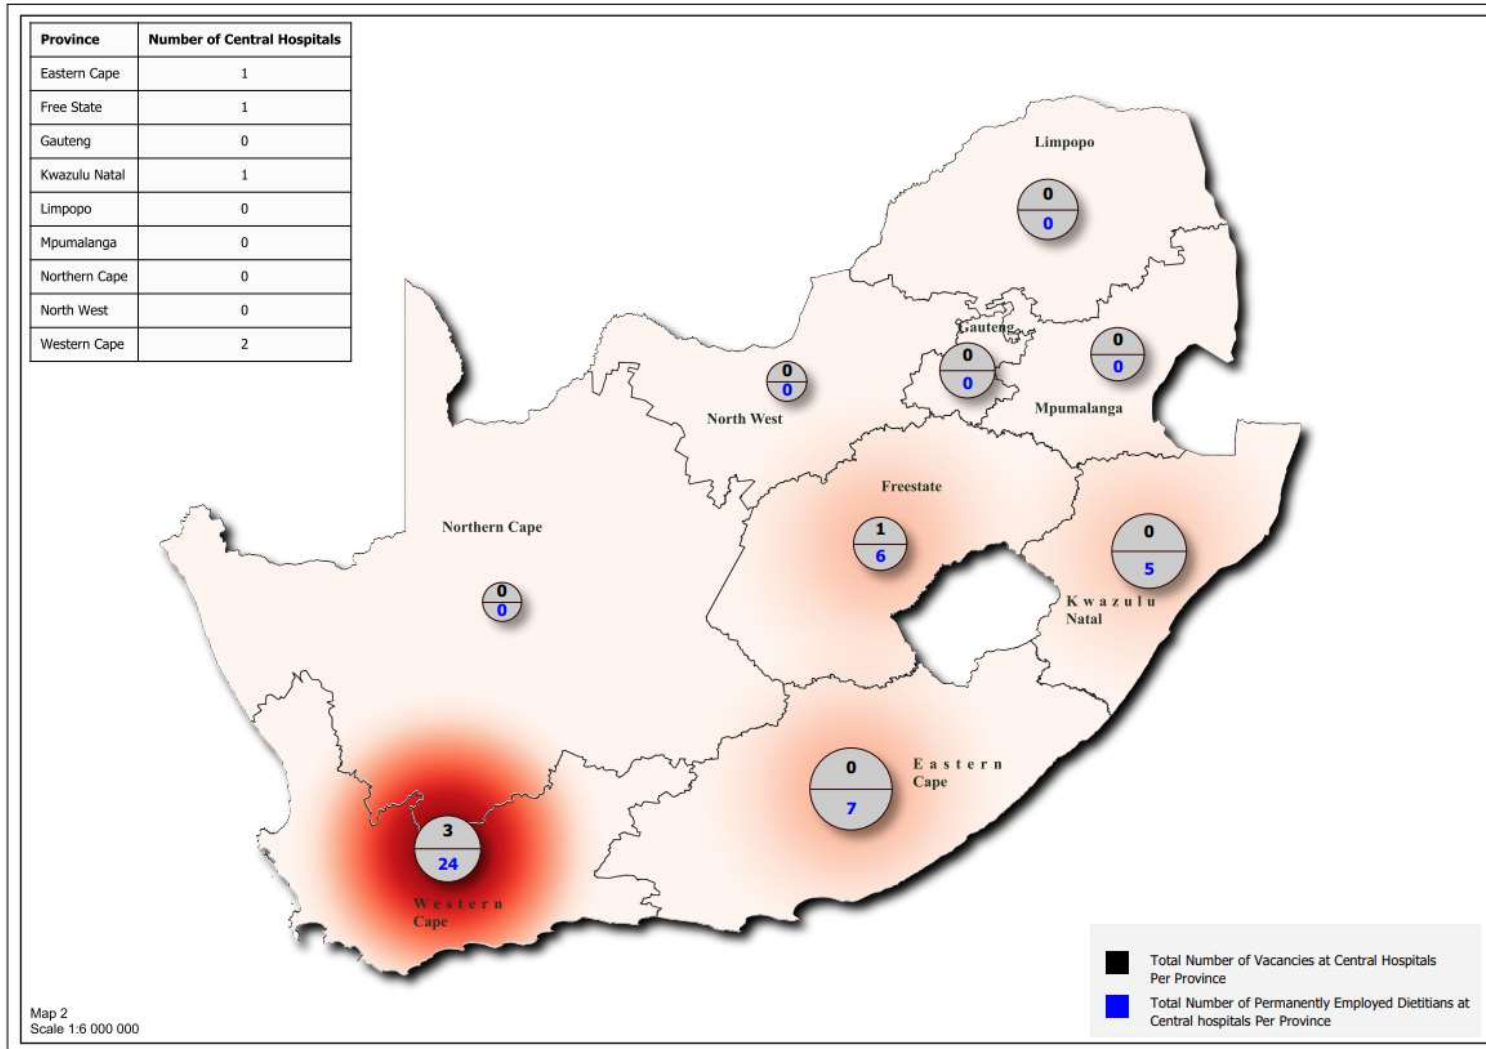 Province Number of Central Hospitals
Eastern Cape 1
Free State 1
Gauteng 0
Kwazulu Natal 1
Limpopo 0
Mpumalanga 0
Northern Cape 0
North West 0
Western Cape 2
Limpopo
0
0
Gauteng
0
0
0
0
Mpumalanga
0
0
North West
Freestate
1
6
0
5
Kwazulu
Natal
Northern Cape
0
0
0
7
Eastern
Cape
3
24
Western
Cape
Total Number of Vacancies at Central Hospitals
Per Province
Total Number of Permanently Employed Dietitians at
Central hospitals Per Province
Map 2
Scale 1:6 000 000